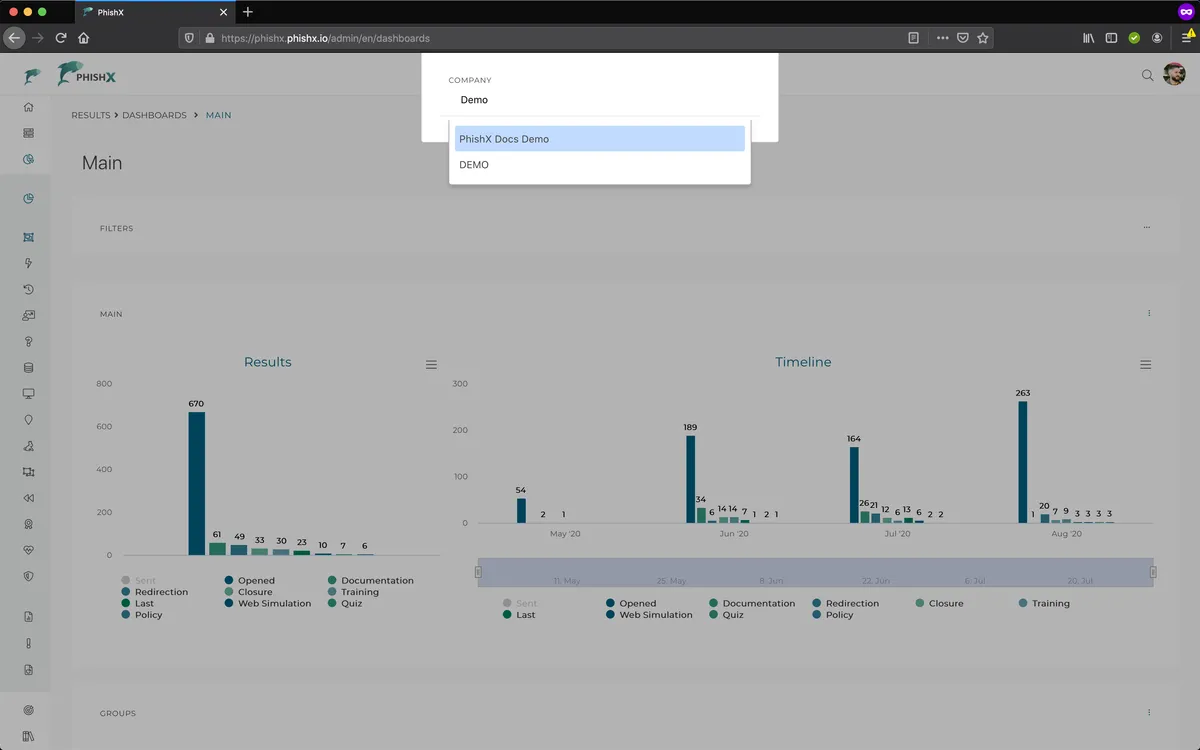 PhishX
https://phishx.phishx.io/admin/en/dashboards
PHISHX
COMPANY
Demo
PhishX Docs Demo
DEMO
RESULTS > DASHBOARDS > MAIN
Main
FILTERS
MAIN
Results
800
600
400
200
0
670
61
49
33
30
23
10
7
6
Sent
Opened
Documentation
Redirection
Closure
Training
Last
Web Simulation
Quiz
Policy
Timeline
300
200
100
0
54
2
1
189
34
6
14
14
7
1
2
1
164
26
21
12
6
13
6
2
2
263
1
20
7
9
3
3
3
3
May '20
Jun '20
Jul '20
Aug '20
11. May
25. May
8. Jun
22. Jun
6. Jul
20. Jul
Sent
Opened
Documentation
Redirection
Closure
Training
Last
Web Simulation
Quiz
Policy
GROUPS